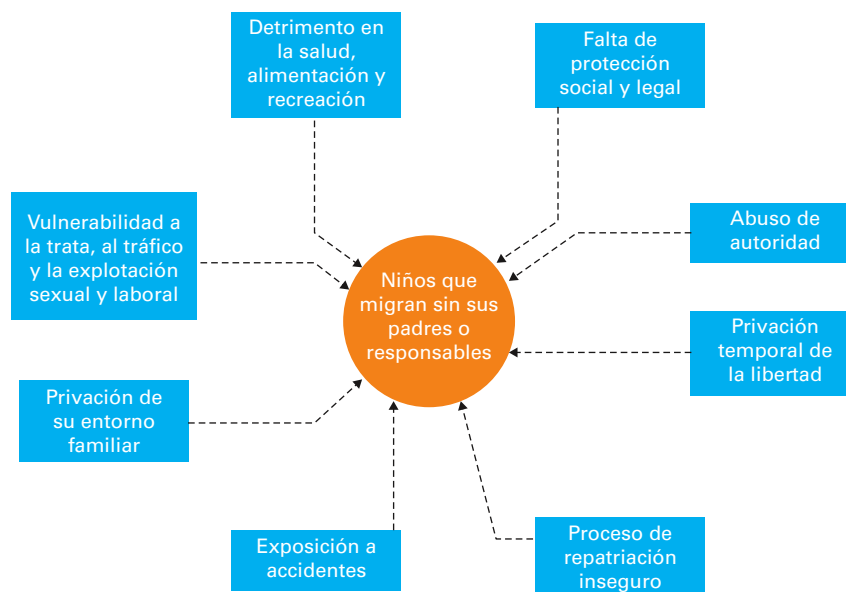 Detrimento en
la salud,
alimentación y
recreación
Falta de
protección
social y legal
Vulnerabilidad a
la trata, al tráfico
y la explotación
sexual y laboral
Abuso de
autoridad
Niños que
migran sin sus
padres o
responsables
Privación
temporal de
la libertad
Privación de
su entorno
familiar
Exposición a
accidentes
Proceso de
repatriación
inseguro